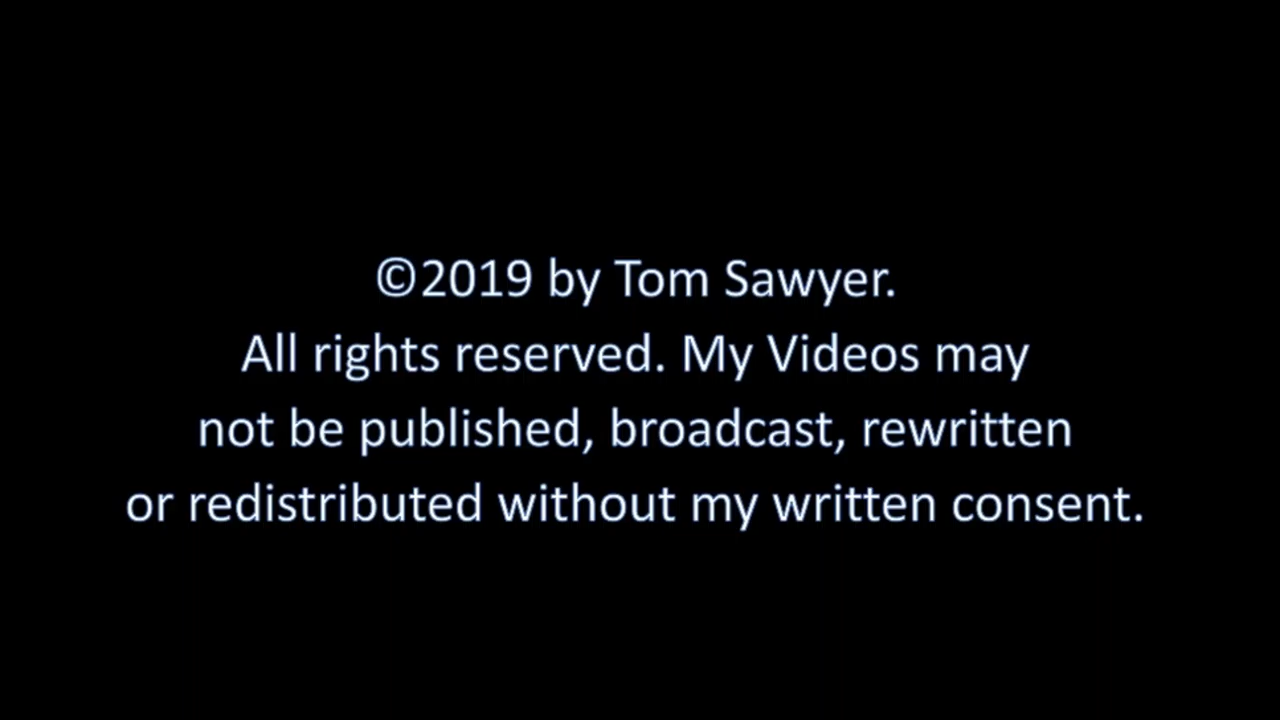 ©2019 by Tom Sawyer.
All rights reserved. My Videos may
not be published, broadcast, rewritten
or redistributed without my written consent.